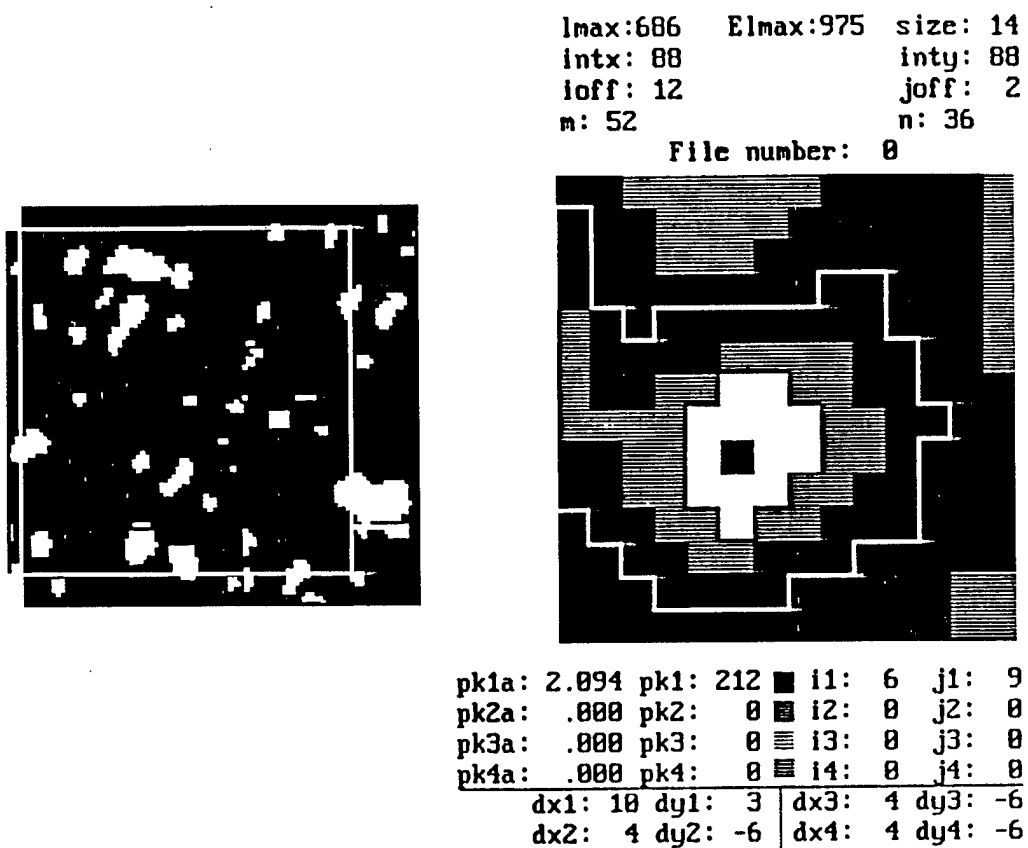 lmax:686 Elmax:975 size: 14
intx: 88 inty: 88
ioff: 12 joff: 2
m: 52 n: 36
File number: 0
pk1a: 2.094 pk1: 212 i1: 6 j1: 9
pk2a: .000 pk2: 0 i2: 0 j2: 0
pk3a: .000 pk3: 0 i3: 0 j3: 0
pk4a: .000 pk4: 0 i4: 0 j4: 0
dx1: 10 dy1: 3 dx3: 4 dy3: -6
dx2: 4 dy2: -6 dx4: 4 dy4: -6